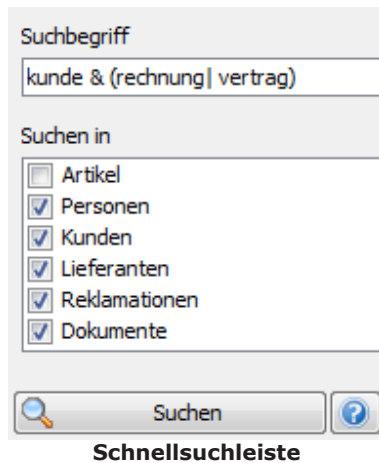 Suchbegriff
kunde & (rechnung| vertrag)
Suchen in
Artikel
Personen
Kunden
Lieferanten
Reklamationen
Dokumente
Suchen ?
Schnellsuchleiste